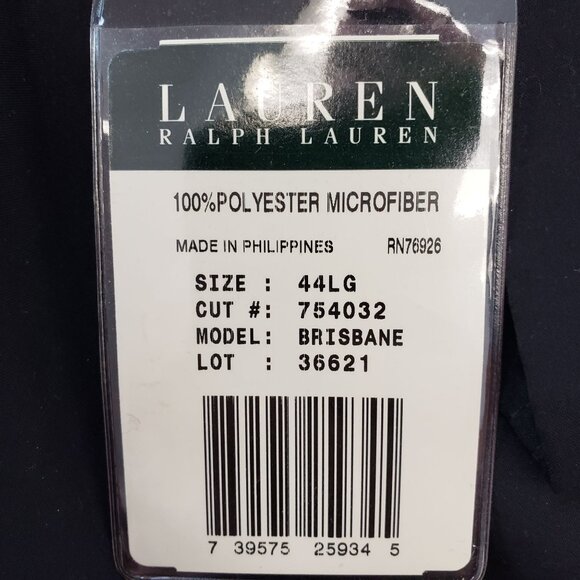 LAUREN
RALPH LAUREN
100%POLYESTER MICROFIBER
MADE IN PHILIPPINES RN76926
SIZE : 44LG
CUT #: 754032
MODEL: BRISBANE
LOT : 36621
7 39575 25934 5